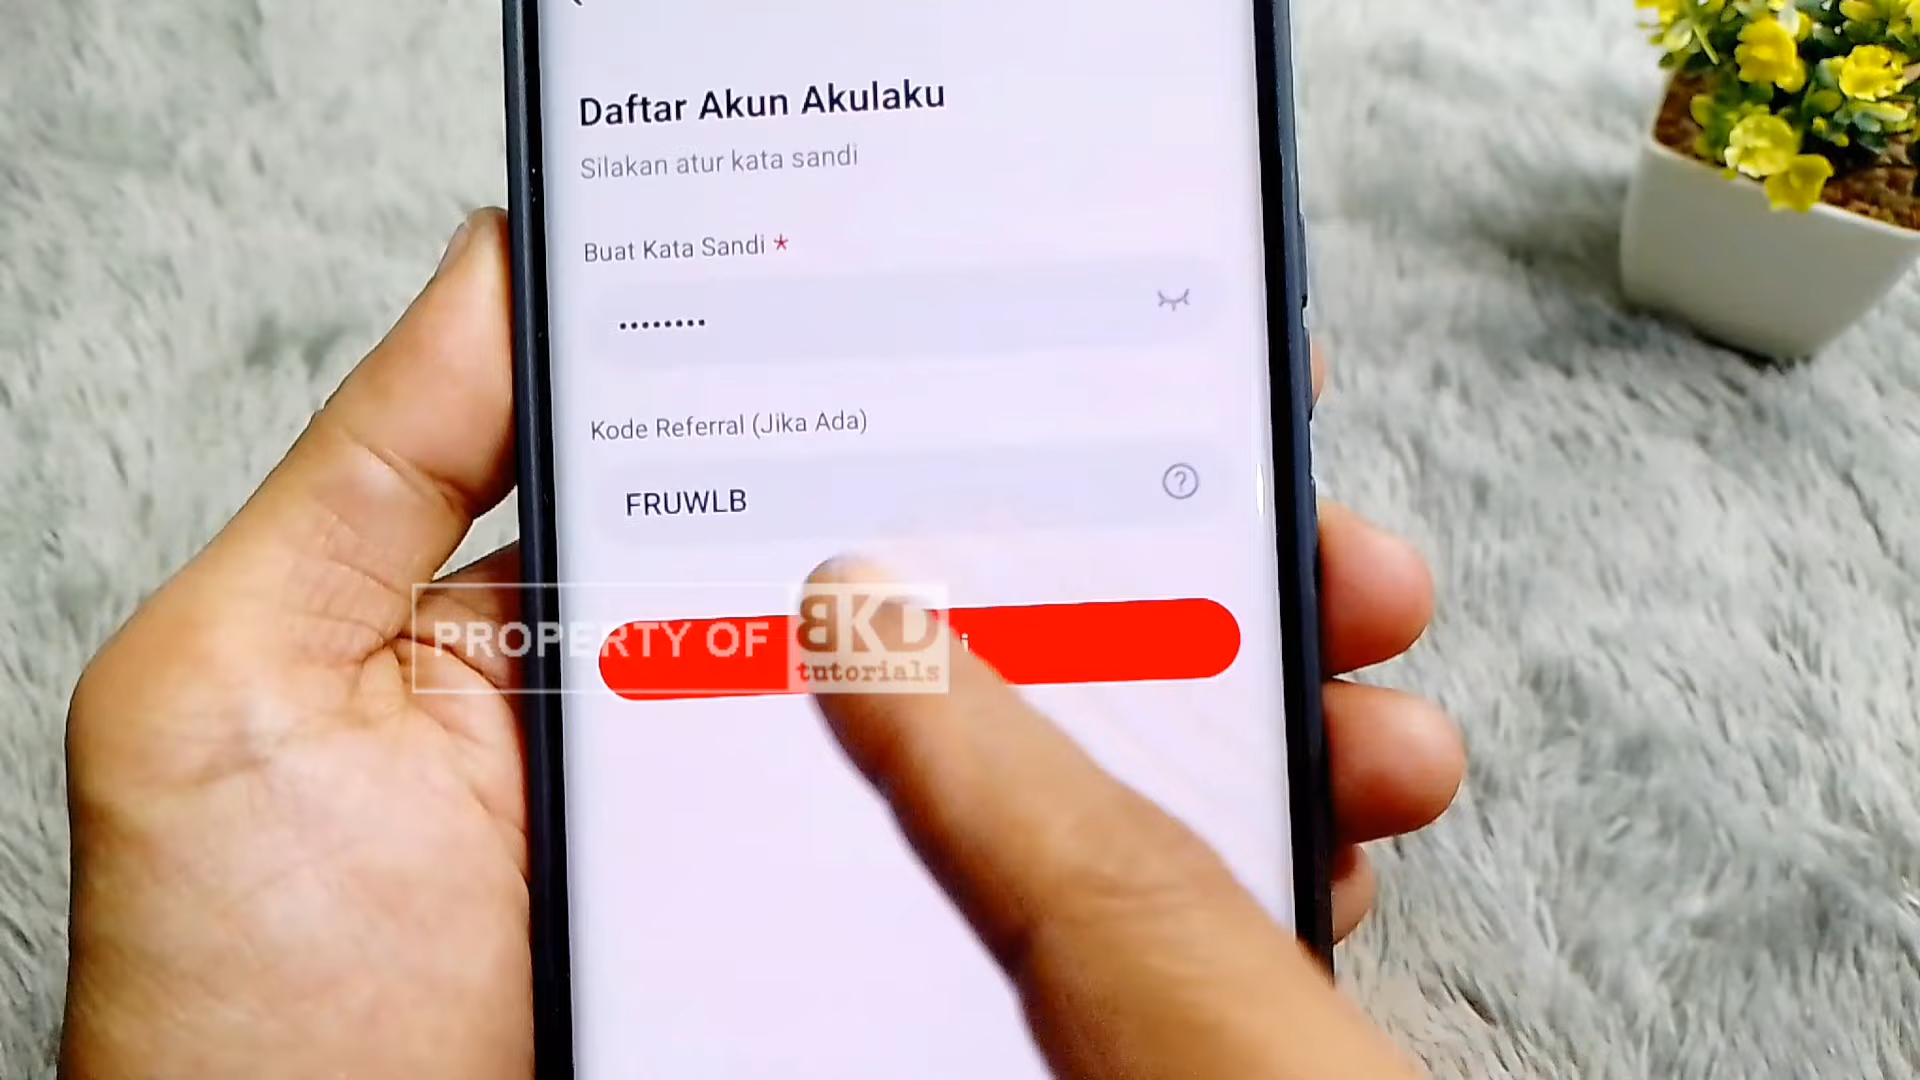 Daftar Akun Akulaku
Silakan atur kata sandi
Buat Kata Sandi *
••••••••
Kode Referral (Jika Ada)
FRUWLB
PROPERTY OF BKD
tutorials